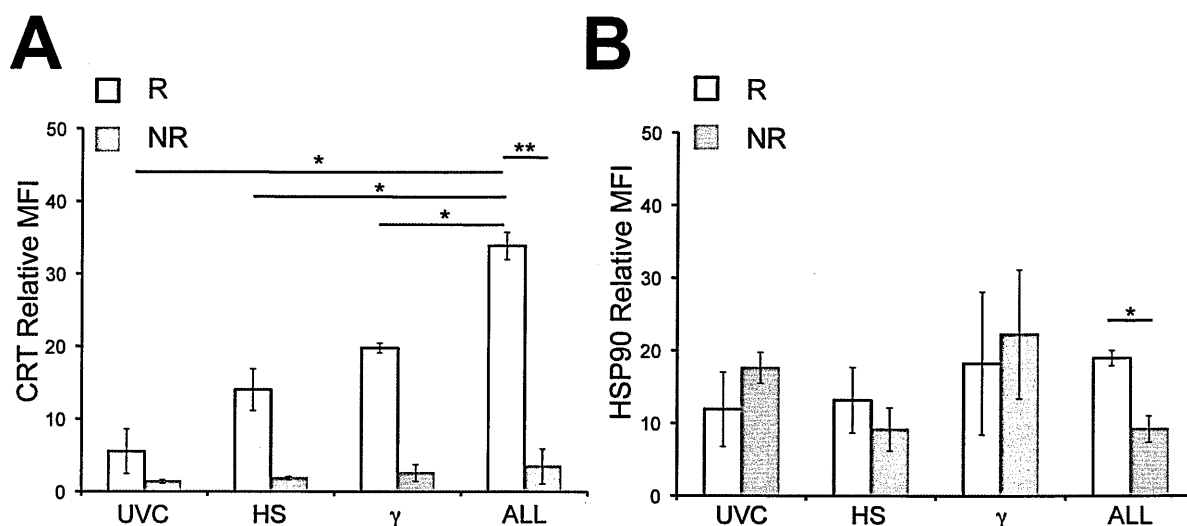 A
R
NR
CRT Relative MFI
50
40
30
20
10
0
*
*
*
**
UVC HS γ ALL
B
R
NR
HSP90 Relative MFI
50
40
30
20
10
0
*
UVC HS γ ALL